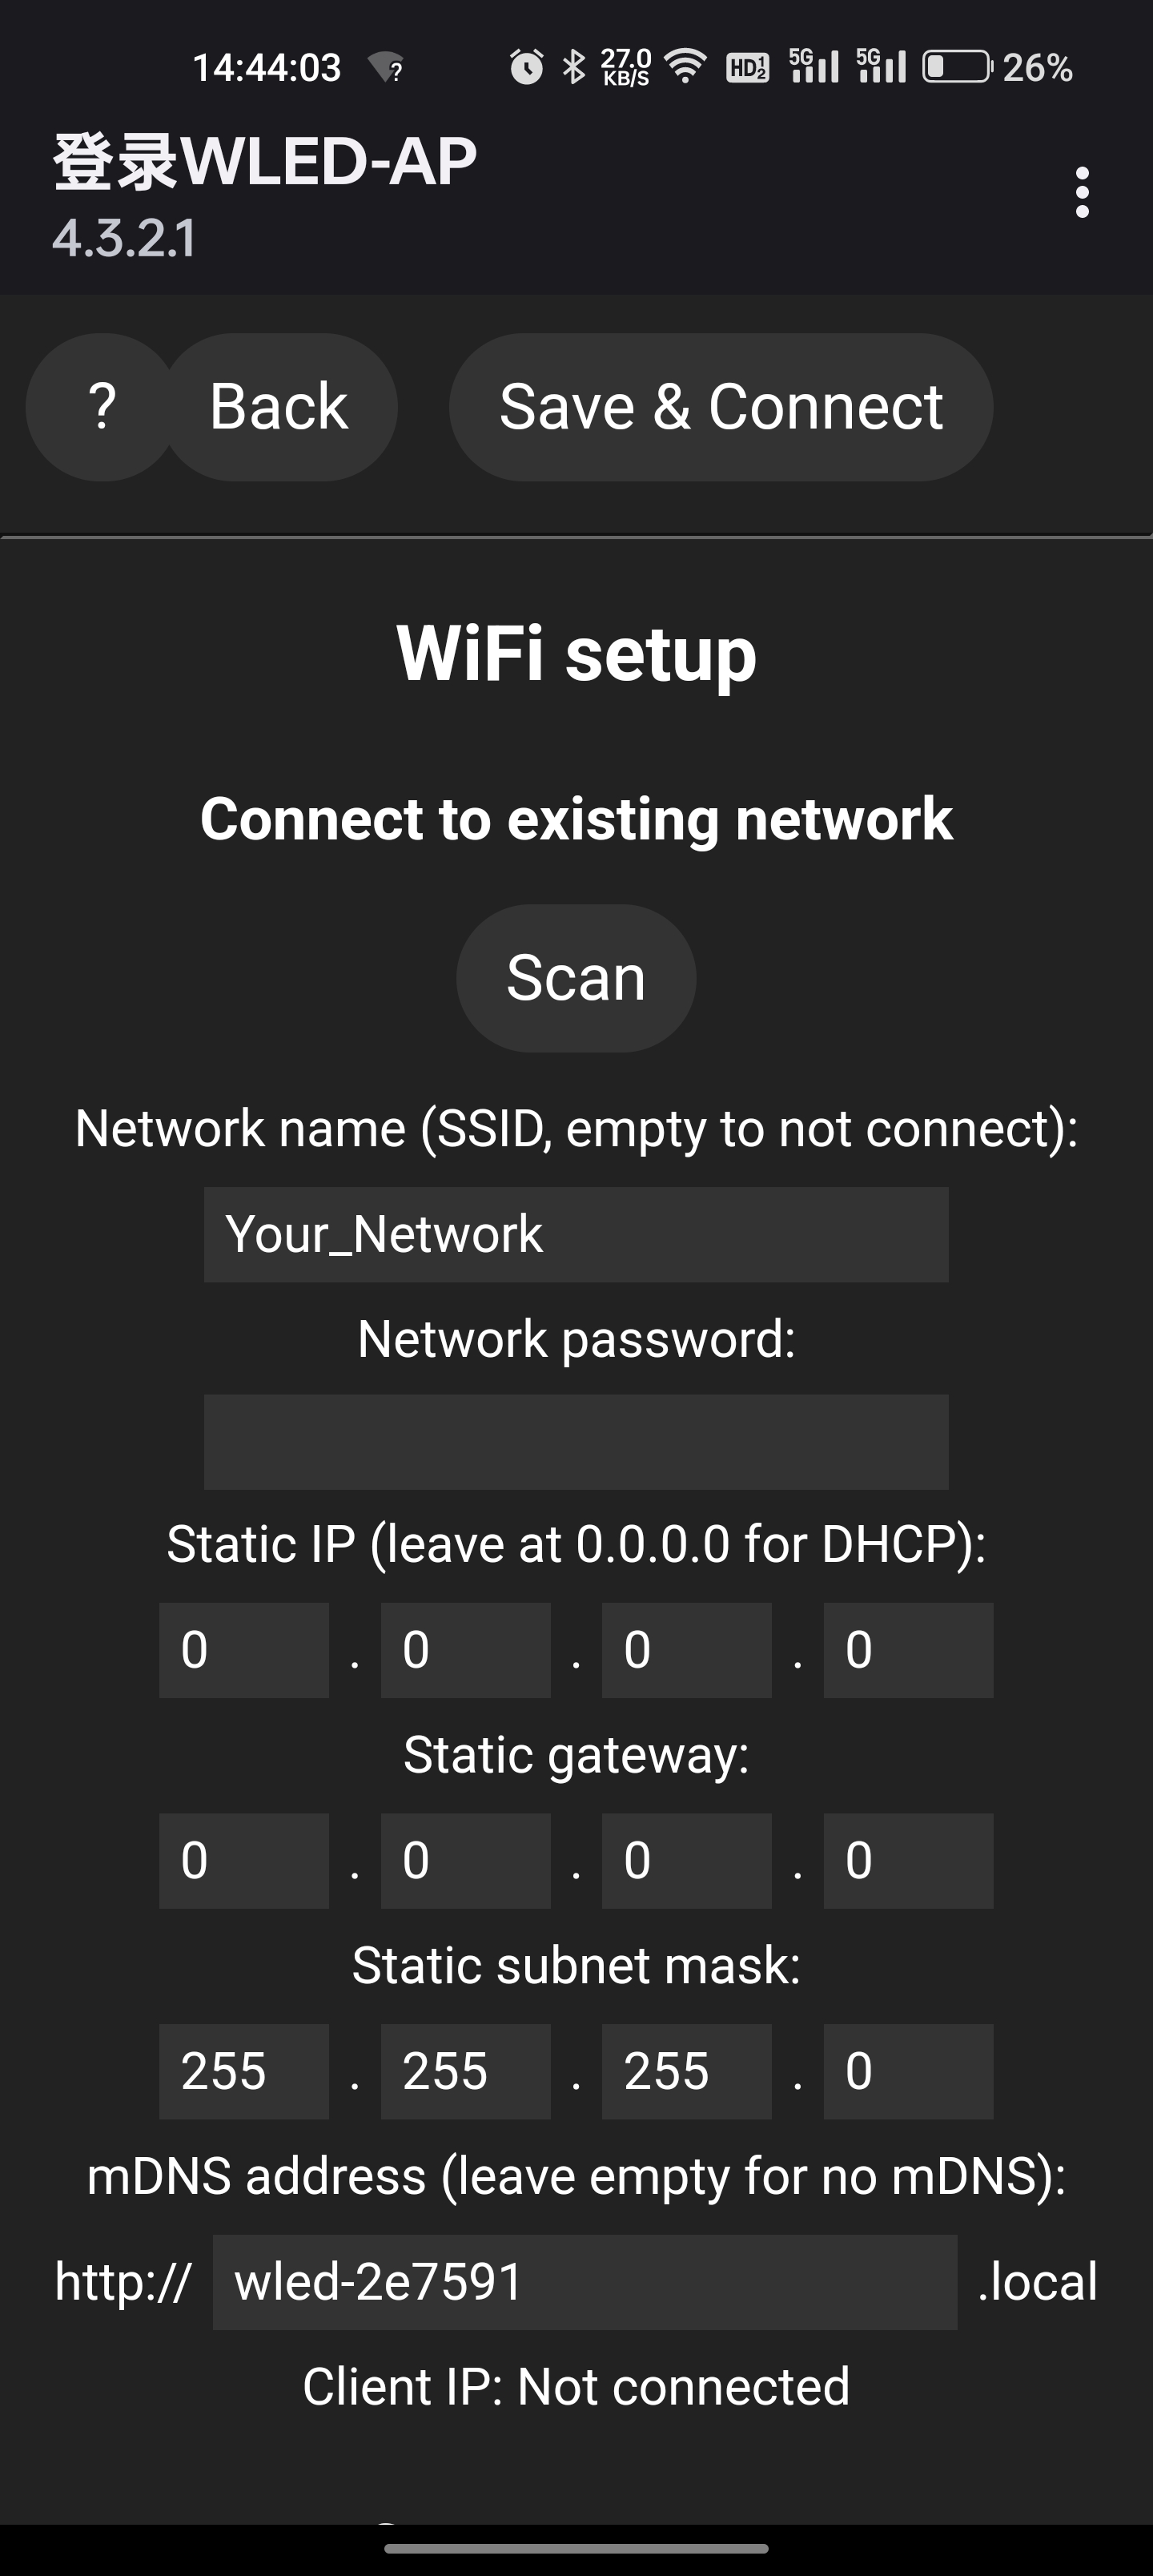 14:44:03 ? 27.0 KB/S HD 1 2 5G 5G 26%
登录WLED-AP
4.3.2.1
? Back Save & Connect
WiFi setup
Connect to existing network
Scan
Network name (SSID, empty to not connect):
Your_Network
Network password:
Static IP (leave at 0.0.0.0 for DHCP):
0 . 0 . 0 . 0
Static gateway:
0 . 0 . 0 . 0
Static subnet mask:
255 . 255 . 255 . 0
mDNS address (leave empty for no mDNS):
http:// wled-2e7591 .local
Client IP: Not connected